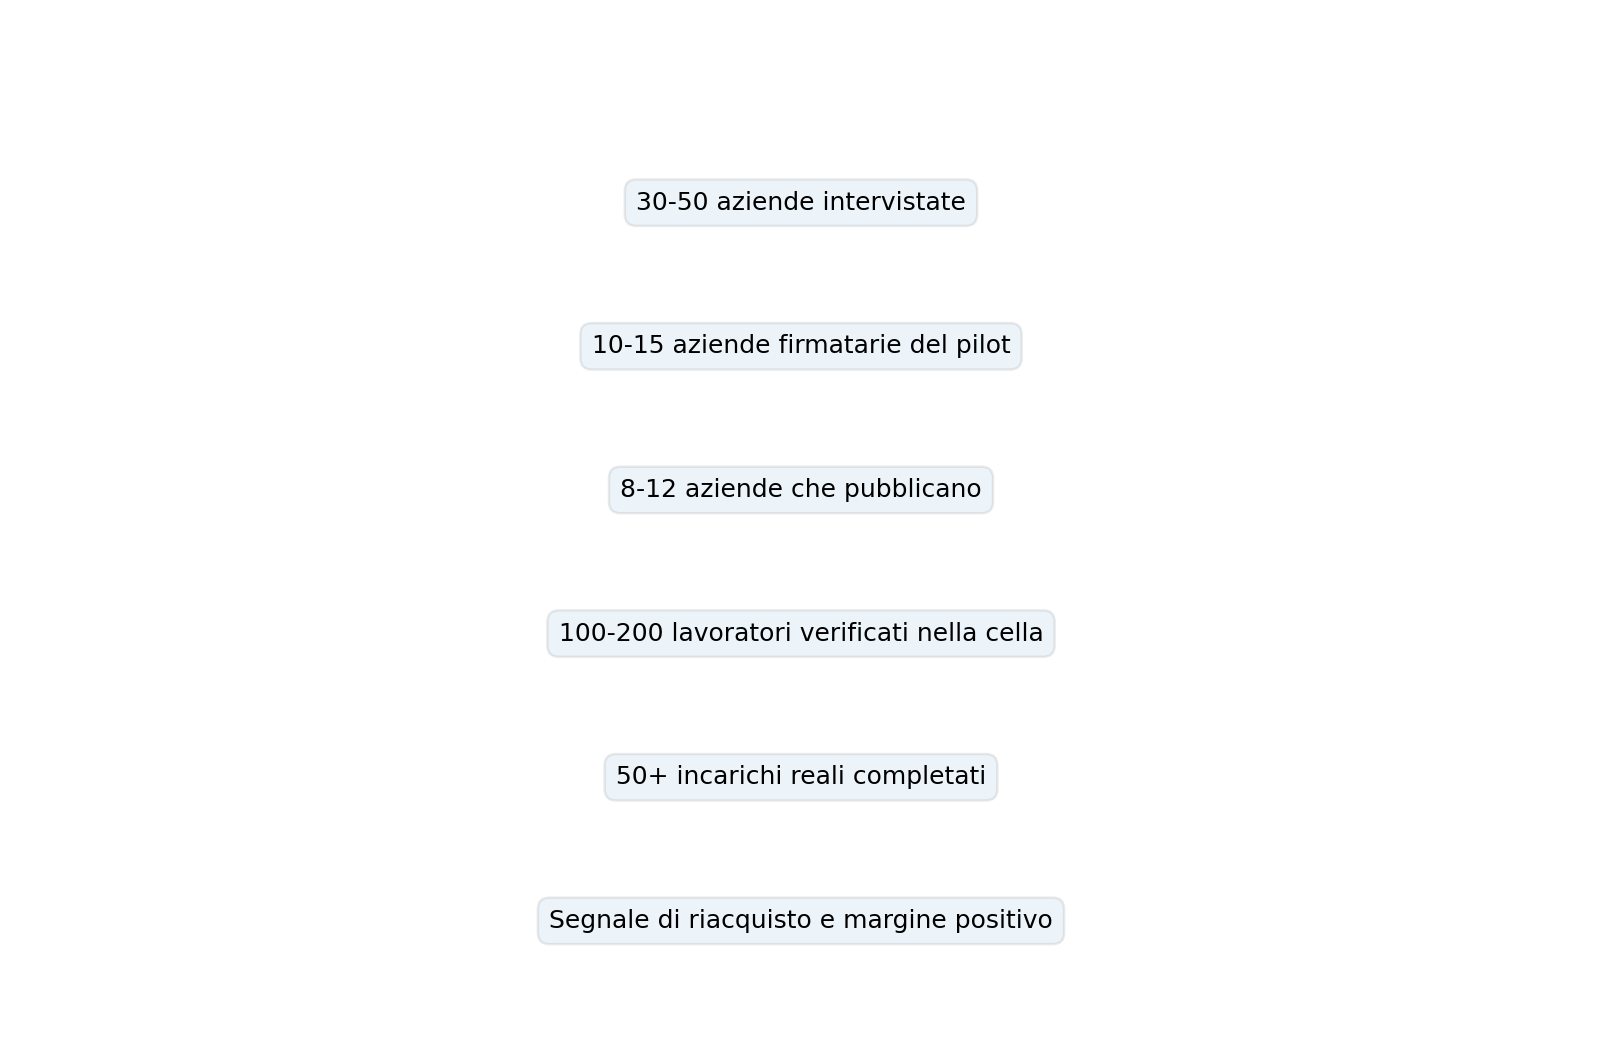 30-50 aziende intervistate
10-15 aziende firmatarie del pilot
8-12 aziende che pubblicano
100-200 lavoratori verificati nella cella
50+ incarichi reali completati
Segnale di riacquisto e margine positivo